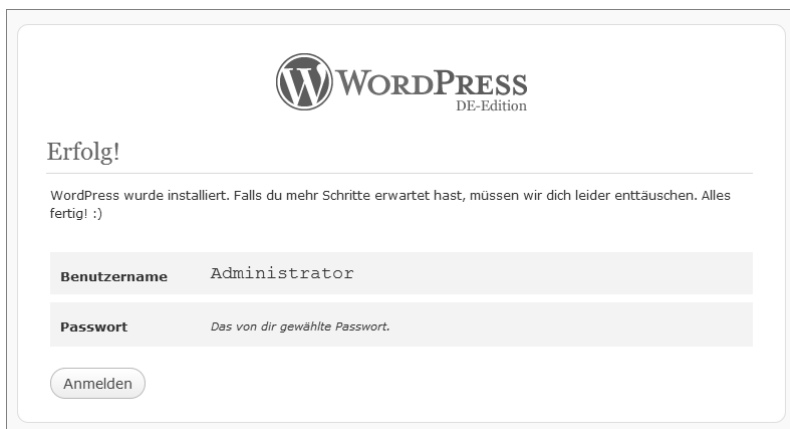 WORDPRESS
DE-Edition
Erfolg!
WordPress wurde installiert. Falls du mehr Schritte erwartet hast, müssen wir dich leider enttäuschen. Alles
fertig! :)
Benutzername Administrator
Passwort Das von dir gewählte Passwort.
Anmelden